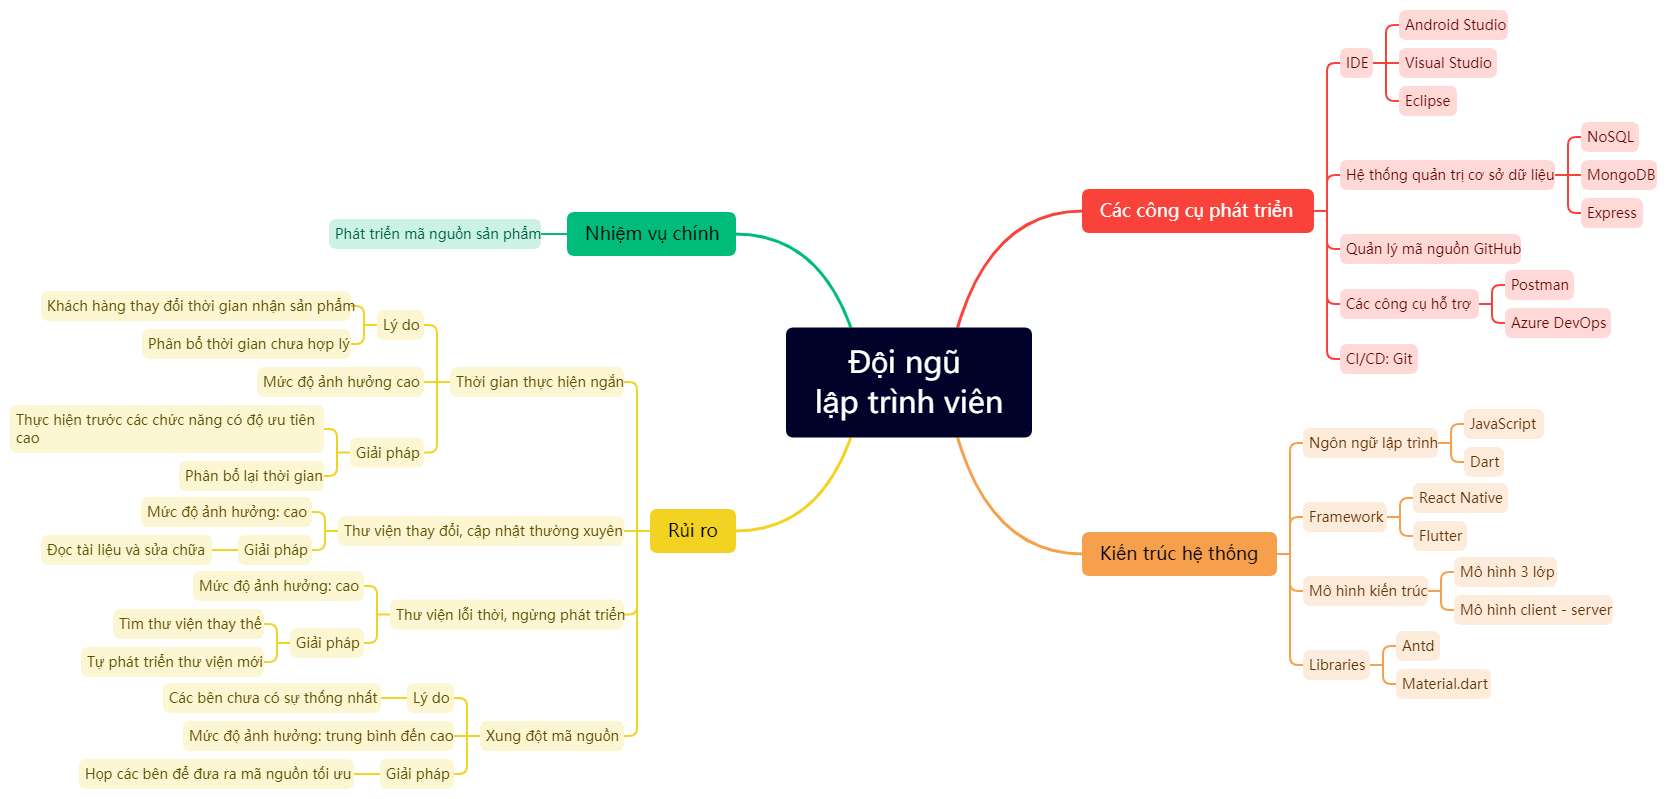 Đội ngũ
lập trình viên
Các công cụ phát triển
IDE
Android Studio
Visual Studio
Eclipse
Hệ thống quản trị cơ sở dữ liệu
NoSQL
MongoDB
Express
Quản lý mã nguồn GitHub
Các công cụ hỗ trợ
Postman
Azure DevOps
CI/CD: Git
Kiến trúc hệ thống
Ngôn ngữ lập trình
JavaScript
Dart
Framework
React Native
Flutter
Mô hình kiến trúc
Mô hình 3 lớp
Mô hình client - server
Libraries
Antd
Material.dart
Nhiệm vụ chính
Phát triển mã nguồn sản phẩm
Rủi ro
Thời gian thực hiện ngắn
Lý do
Khách hàng thay đổi thời gian nhận sản phẩm
Phân bổ thời gian chưa hợp lý
Mức độ ảnh hưởng cao
Giải pháp
Thực hiện trước các chức năng có độ ưu tiên
cao
Phân bổ lại thời gian
Thư viện thay đổi, cập nhật thường xuyên
Mức độ ảnh hưởng: cao
Giải pháp
Đọc tài liệu và sửa chữa
Thư viện lỗi thời, ngừng phát triển
Mức độ ảnh hưởng: cao
Giải pháp
Tìm thư viện thay thế
Tự phát triển thư viện mới
Xung đột mã nguồn
Lý do
Các bên chưa có sự thống nhất
Mức độ ảnh hưởng: trung bình đến cao
Giải pháp
Họp các bên để đưa ra mã nguồn tối ưu